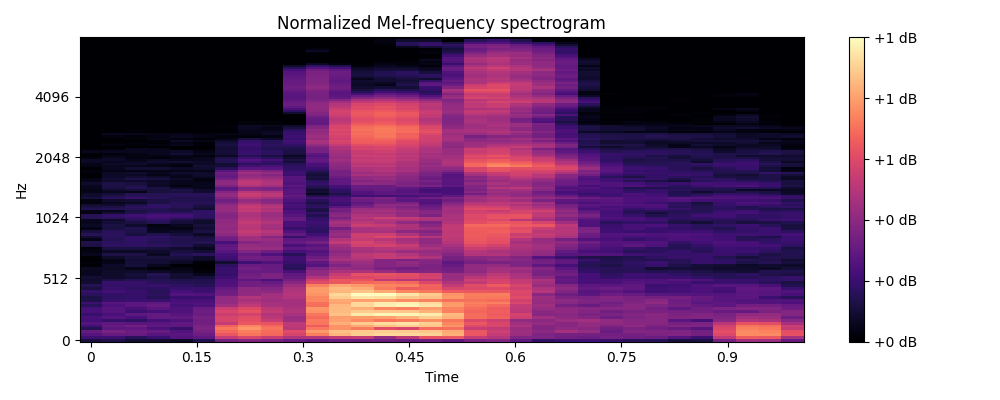 Normalized Mel-frequency spectrogram
Hz
4096
2048
1024
512
0
0 0.15 0.3 0.45 0.6 0.75 0.9
Time
+1 dB
+1 dB
+1 dB
+0 dB
+0 dB
+0 dB